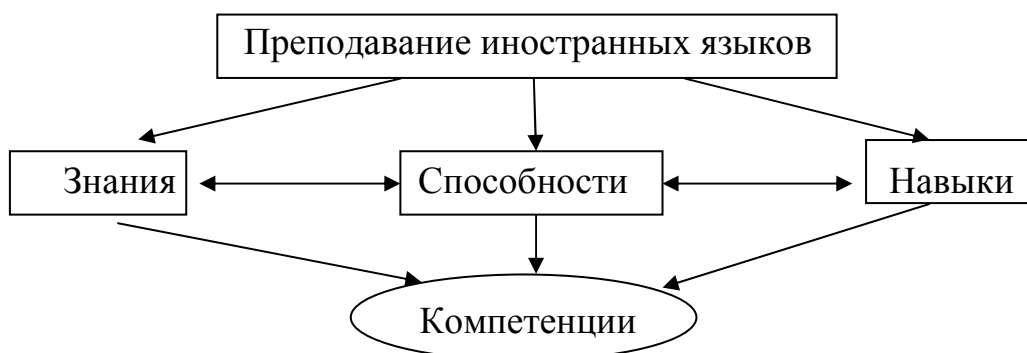 Преподавание иностранных языков
Знания
Способности
Навыки
Компетенции